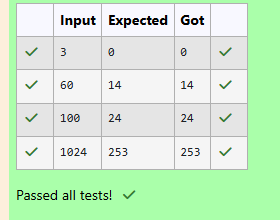 Input Expected Got
3 0 0
60 14 14
100 24 24
1024 253 253
Passed all tests!